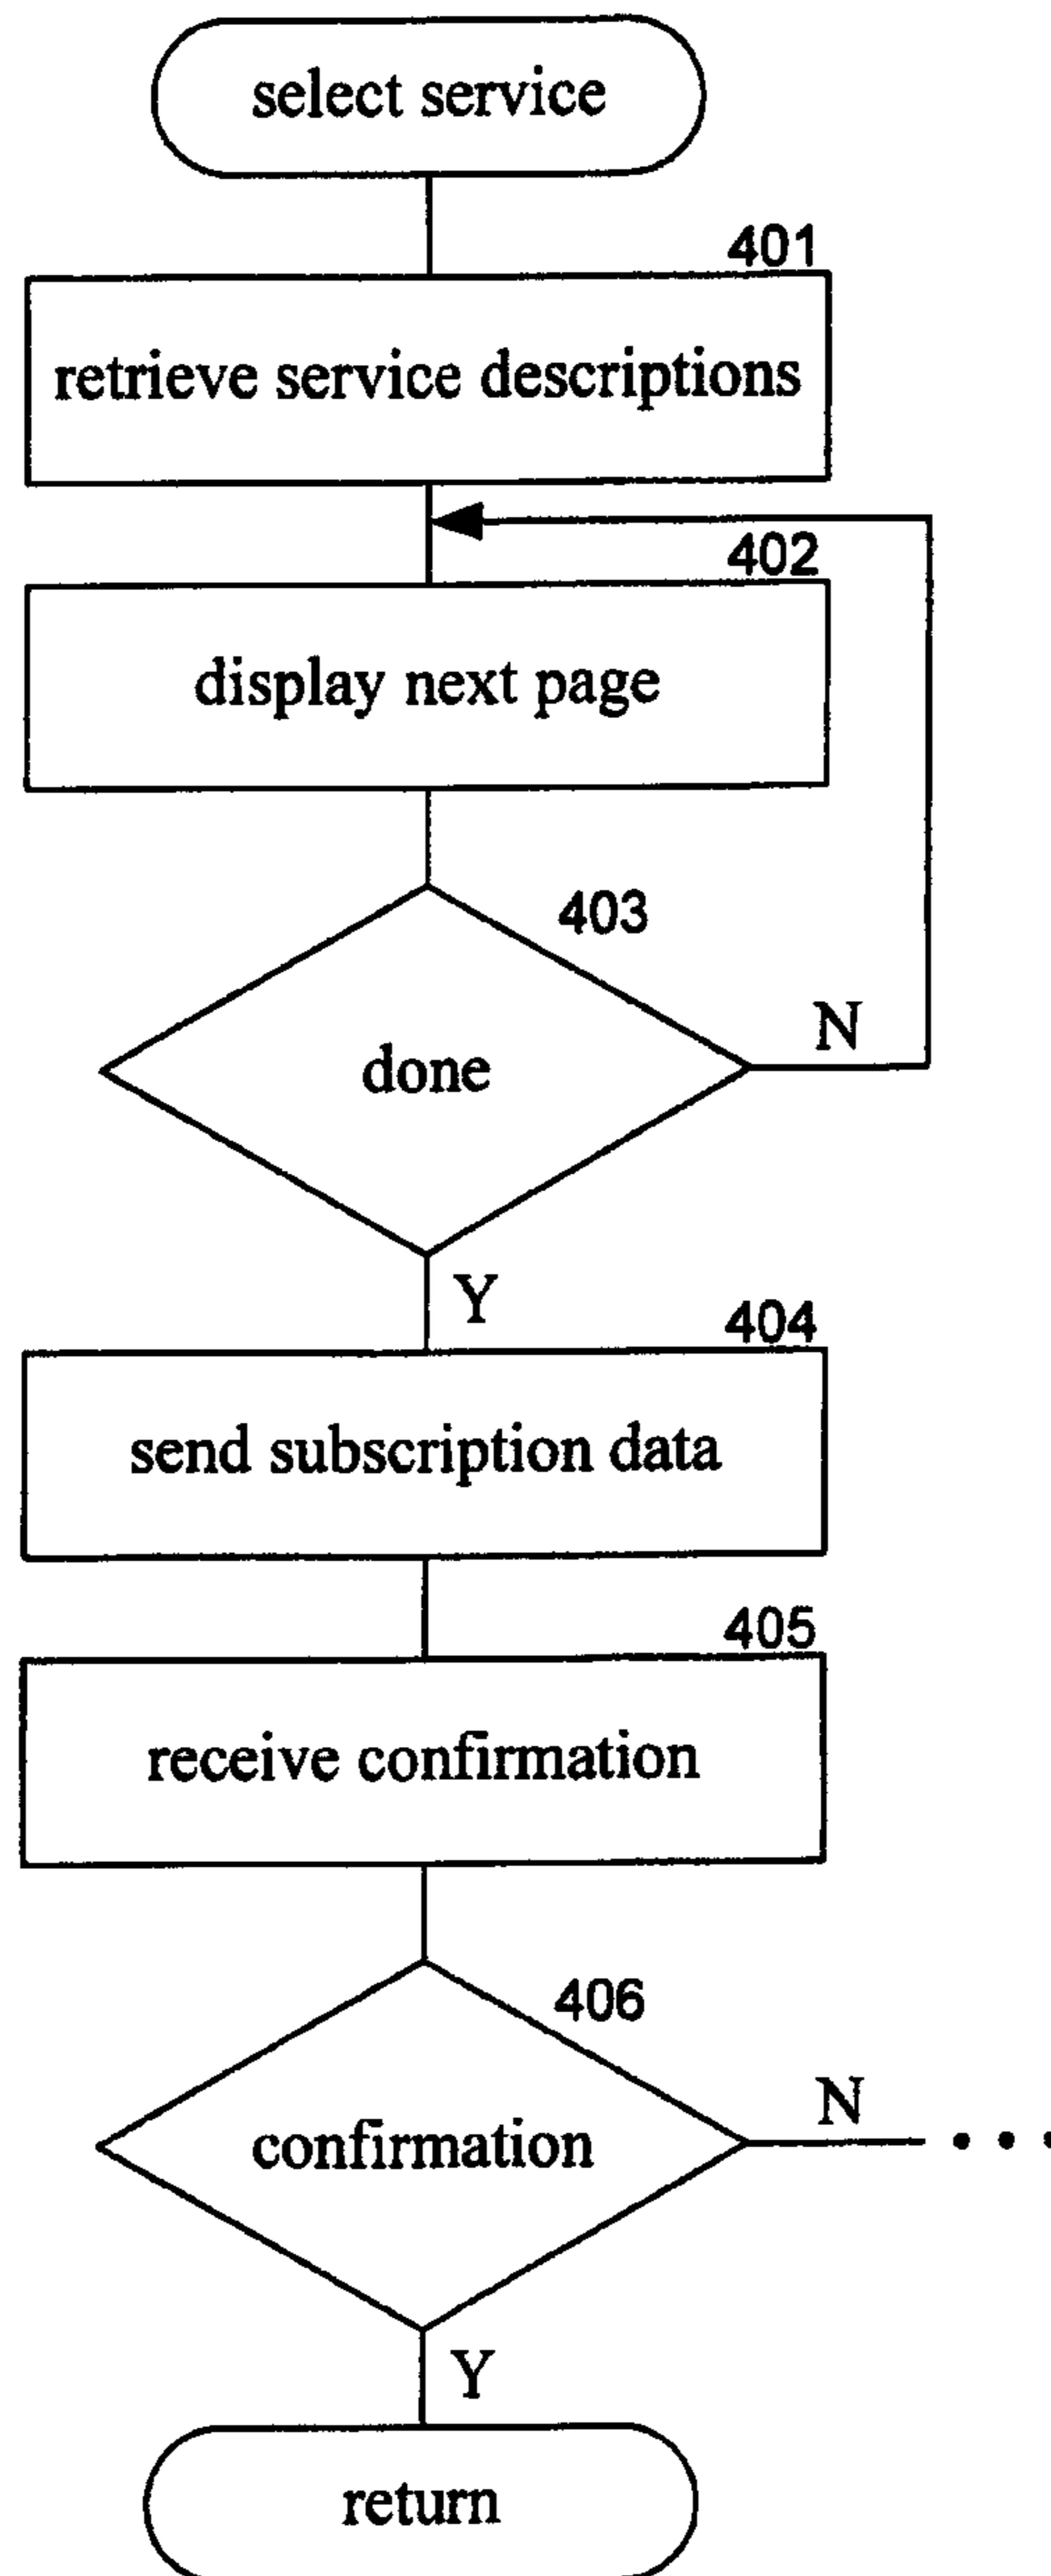 select service
401
retrieve service descriptions
402
display next page
403
done
N
Y
404
send subscription data
405
receive confirmation
406
confirmation
N
Y
return